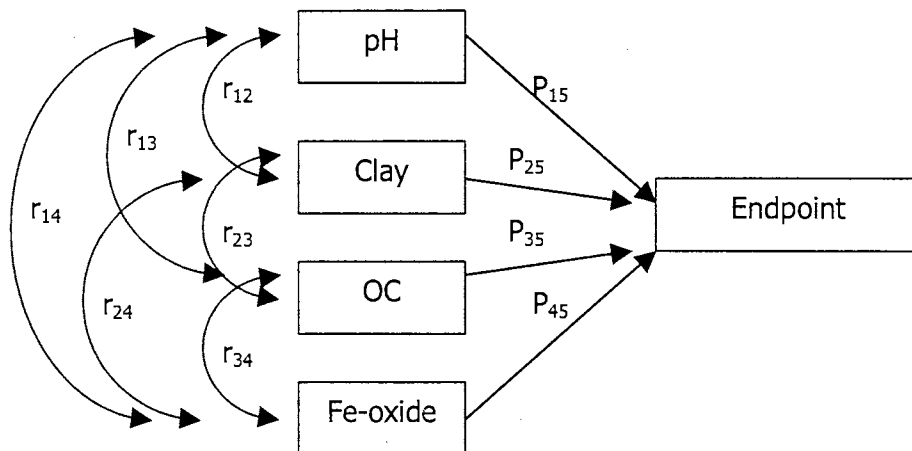 pH
P₁₅
r₁₂
r₁₃
Clay
P₂₅
Endpoint
r₁₄
r₂₃
P₃₅
OC
r₂₄
P₄₅
r₃₄
Fe-oxide